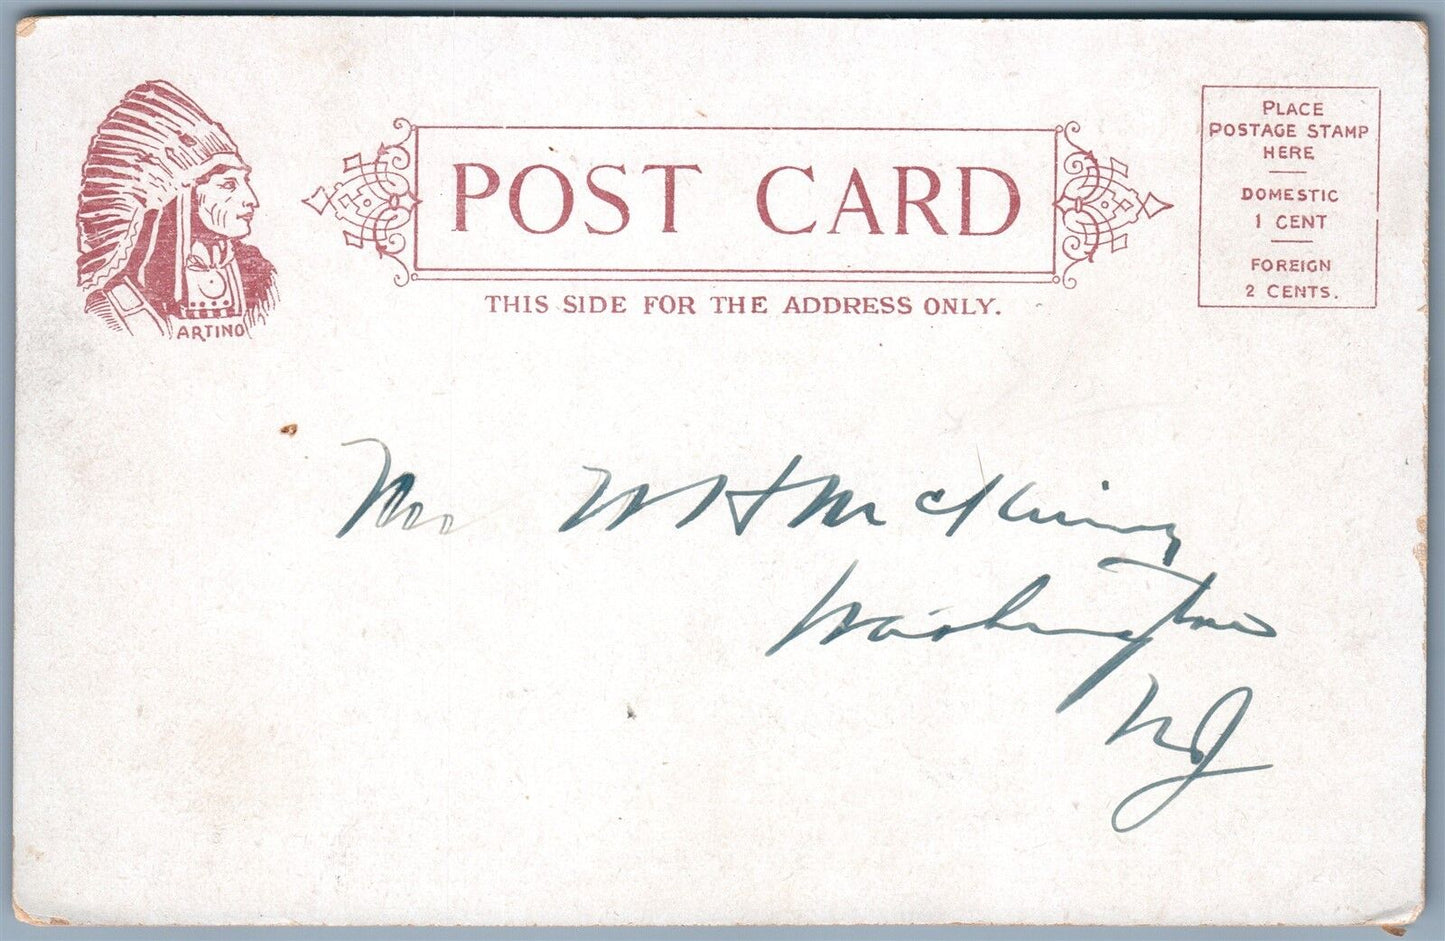 ARTINO
POST CARD
THIS SIDE FOR THE ADDRESS ONLY.
PLACE
POSTAGE STAMP
HERE
DOMESTIC
1 CENT
FOREIGN
2 CENTS.
W H McKinney
Washington
NJ